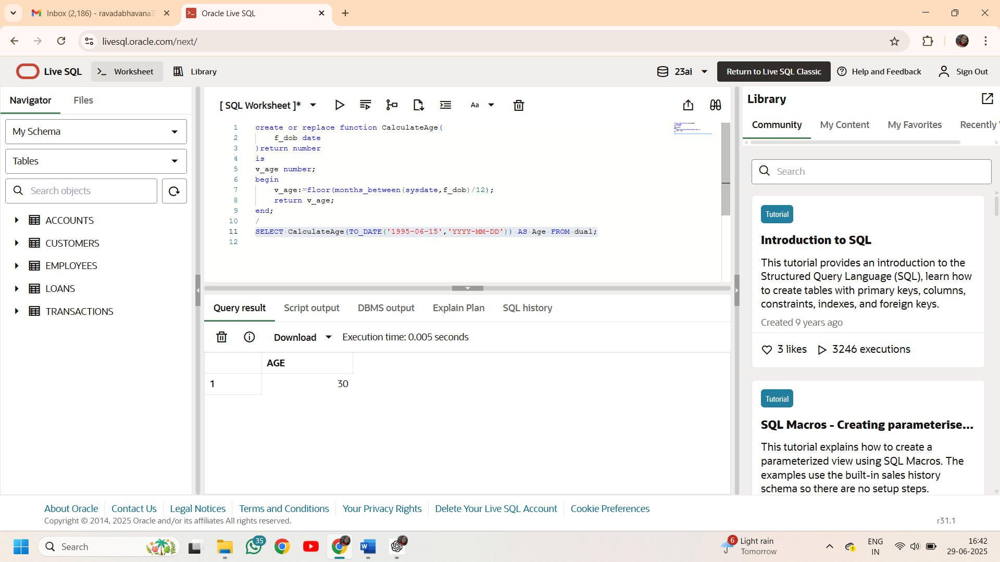 Inbox (2,186) - ravadabhavana3
Oracle Live SQL
livesql.oracle.com/next/
Live SQL
Worksheet
Library
23ai
Return to Live SQL Classic
Help and Feedback
Sign Out
Navigator
Files
My Schema
Tables
Search objects
ACCOUNTS
CUSTOMERS
EMPLOYEES
LOANS
TRANSACTIONS
[ SQL Worksheet ]*
Aa
1 create or replace function CalculateAge(
2 f_dob date
3 )return number
4 is
5 v_age number;
6 begin
7 v_age:=floor(months_between(sysdate,f_dob)/12);
8 return v_age;
9 end;
10 /
11 SELECT CalculateAge(TO_DATE('1995-06-15','YYYY-MM-DD')) AS Age FROM dual;
12
Query result
Script output
DBMS output
Explain Plan
SQL history
Download
Execution time: 0.005 seconds
AGE
1 30
Library
Community
My Content
My Favorites
Recently V
Search
Tutorial
Introduction to SQL
This tutorial provides an introduction to the
Structured Query Language (SQL), learn how
to create tables with primary keys, columns,
constraints, indexes, and foreign keys.
Created 9 years ago
3 likes
3246 executions
Tutorial
SQL Macros - Creating parameterise...
This tutorial explains how to create a
parameterized view using SQL Macros. The
examples use the built-in sales history
schema so there are no setup steps.
About Oracle
Contact Us
Legal Notices
Terms and Conditions
Your Privacy Rights
Delete Your Live SQL Account
Cookie Preferences
Copyright © 2014, 2025 Oracle and/or its affiliates All rights reserved.
r31.1
Search
35
6
Light rain
Tomorrow
ENG
IN
16:42
29-06-2025